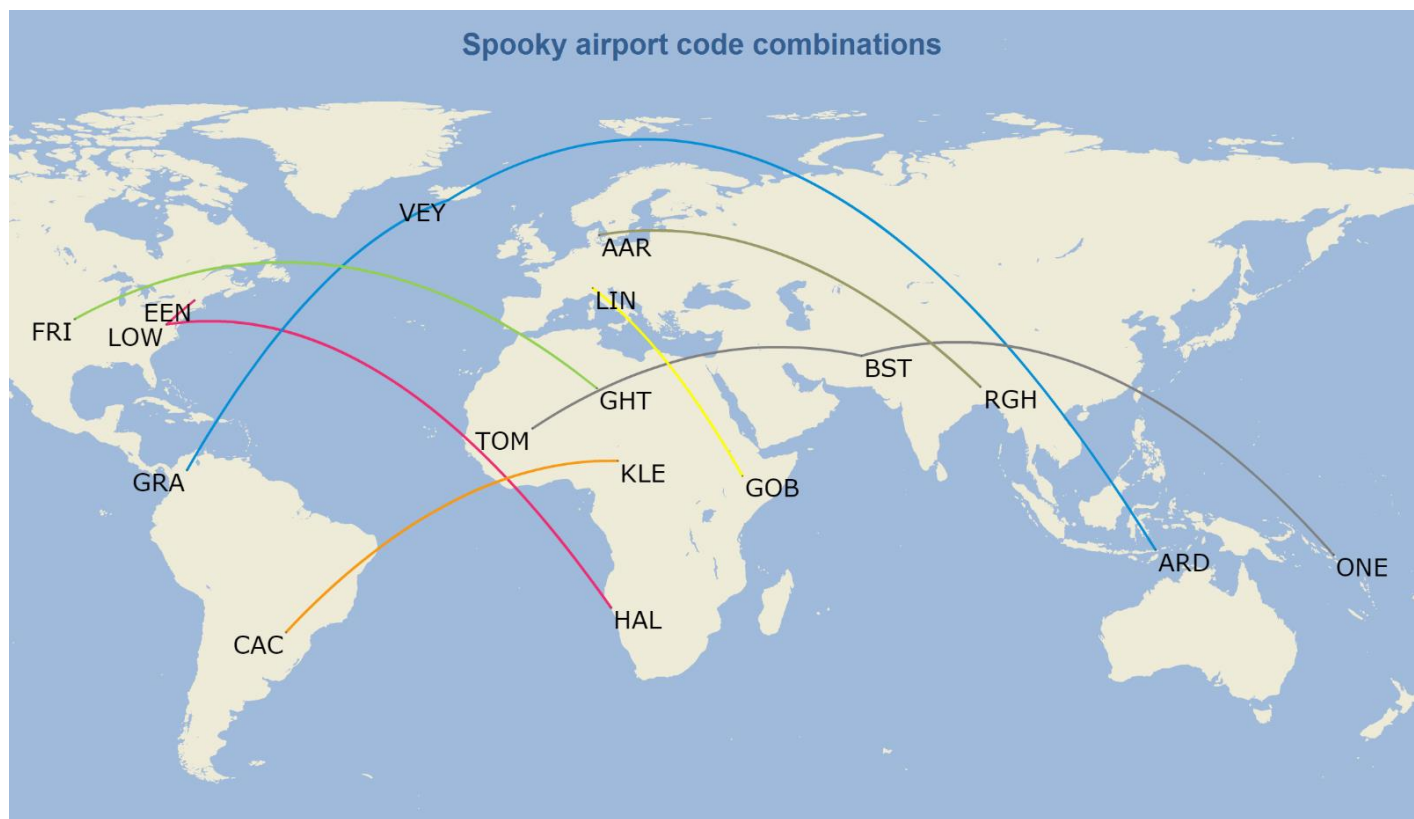 Spooky airport code combinations
VEY
AAR
EEN
LIN
FRI
LOW
BST
GHT
RGH
TOM
GRA
KLE
GOB
ARD
ONE
HAL
CAC